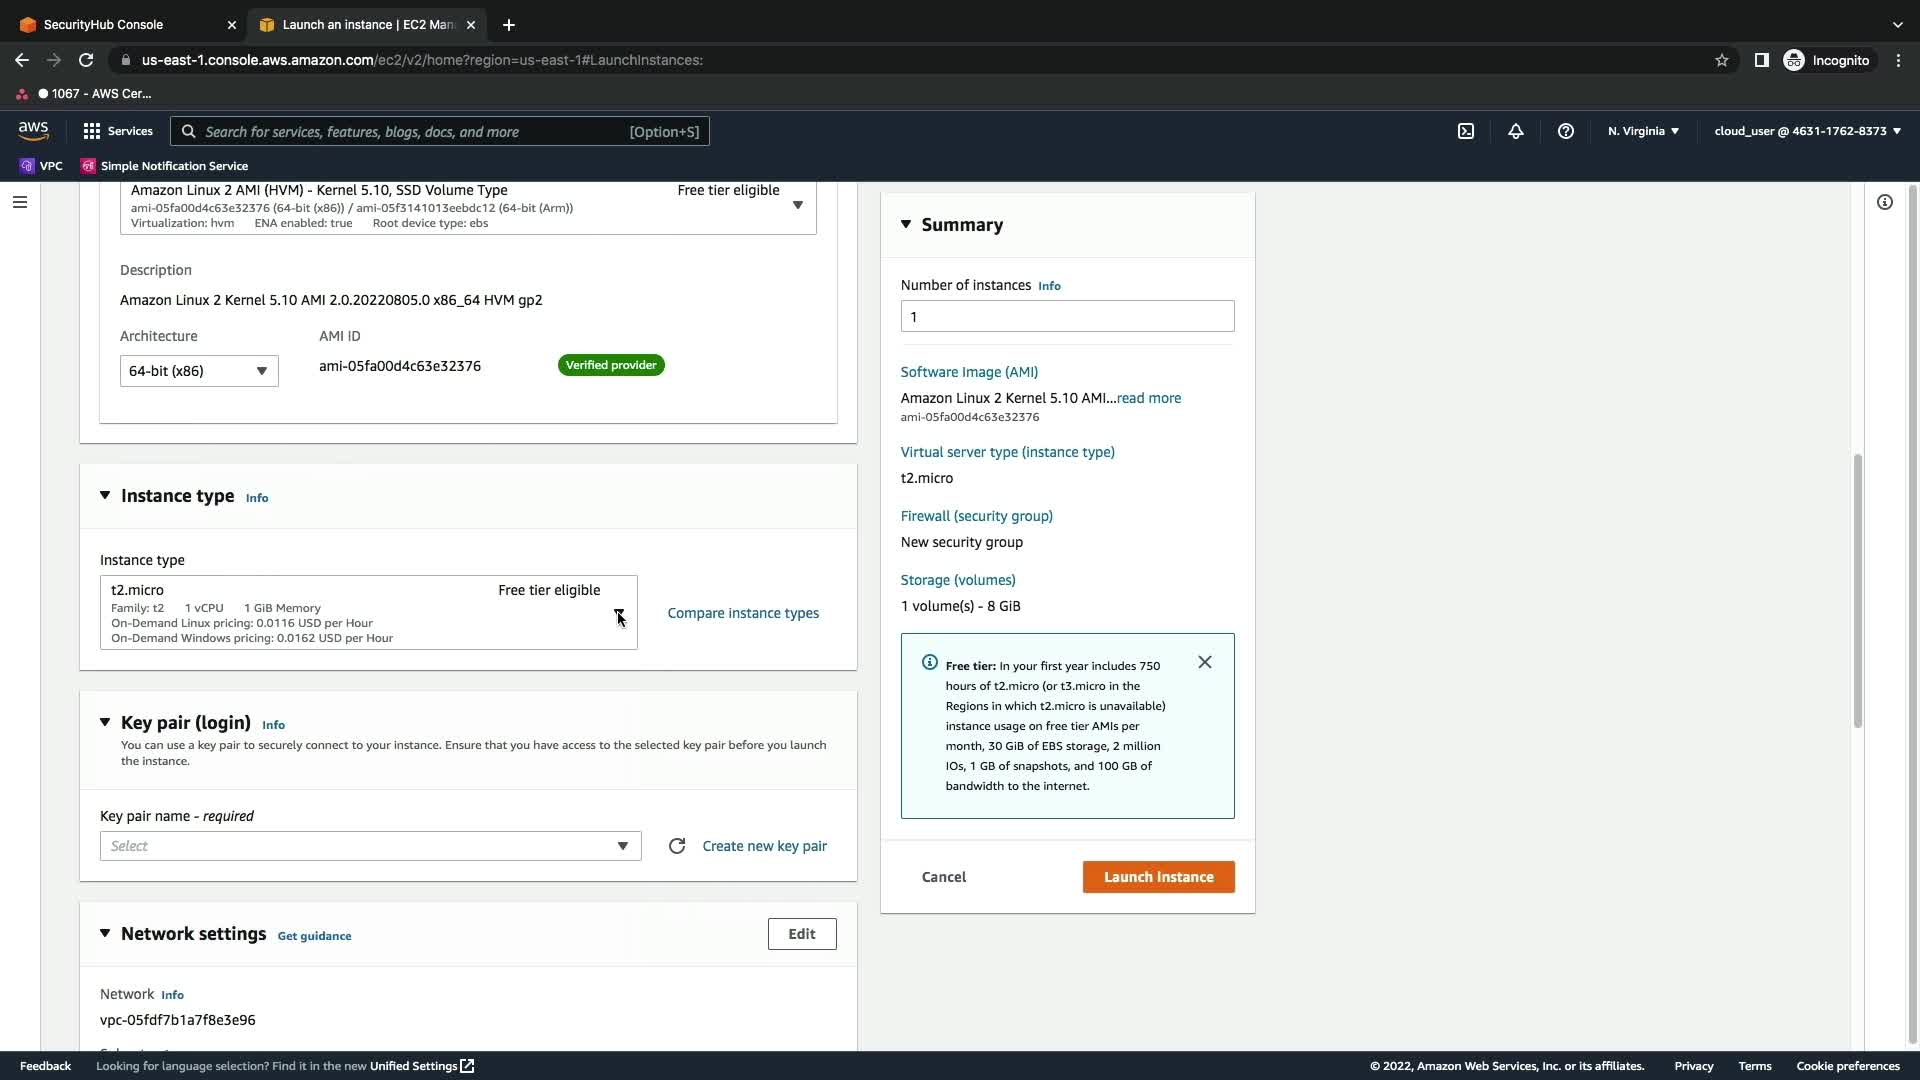 SecurityHub Console
Launch an instance | EC2 Man
us-east-1.console.aws.amazon.com/ec2/v2/home?region=us-east-1#LaunchInstances:
Incognito
1067 - AWS Cer...
aws
Services
Search for services, features, blogs, docs, and more
[Option+S]
N. Virginia
cloud_user @ 4631-1762-8373
VPC
Simple Notification Service
Amazon Linux 2 AMI (HVM) - Kernel 5.10, SSD Volume Type
Free tier eligible
ami-05fa00d4c63e32376 (64-bit (x86)) / ami-05f3141013eebdc12 (64-bit (Arm))
Virtualization: hvm ENA enabled: true Root device type: ebs
Description
Amazon Linux 2 Kernel 5.10 AMI 2.0.20220805.0 x86_64 HVM gp2
Architecture
AMI ID
64-bit (x86)
ami-05fa00d4c63e32376
Verified provider
Instance type Info
Instance type
t2.micro
Free tier eligible
Family: t2 1 vCPU 1 GiB Memory
On-Demand Linux pricing: 0.0116 USD per Hour
On-Demand Windows pricing: 0.0162 USD per Hour
Compare instance types
Key pair (login) Info
You can use a key pair to securely connect to your instance. Ensure that you have access to the selected key pair before you launch
the instance.
Key pair name - required
Select
Create new key pair
Network settings Get guidance
Edit
Network Info
vpc-05fdf7b1a7f8e3e96
Summary
Number of instances Info
1
Software Image (AMI)
Amazon Linux 2 Kernel 5.10 AMI...read more
ami-05fa00d4c63e32376
Virtual server type (instance type)
t2.micro
Firewall (security group)
New security group
Storage (volumes)
1 volume(s) - 8 GiB
Free tier: In your first year includes 750
hours of t2.micro (or t3.micro in the
Regions in which t2.micro is unavailable)
instance usage on free tier AMIs per
month, 30 GiB of EBS storage, 2 million
IOs, 1 GB of snapshots, and 100 GB of
bandwidth to the internet.
Cancel
Launch instance
Feedback
Looking for language selection? Find it in the new Unified Settings
© 2022, Amazon Web Services, Inc. or its affiliates.
Privacy
Terms
Cookie preferences